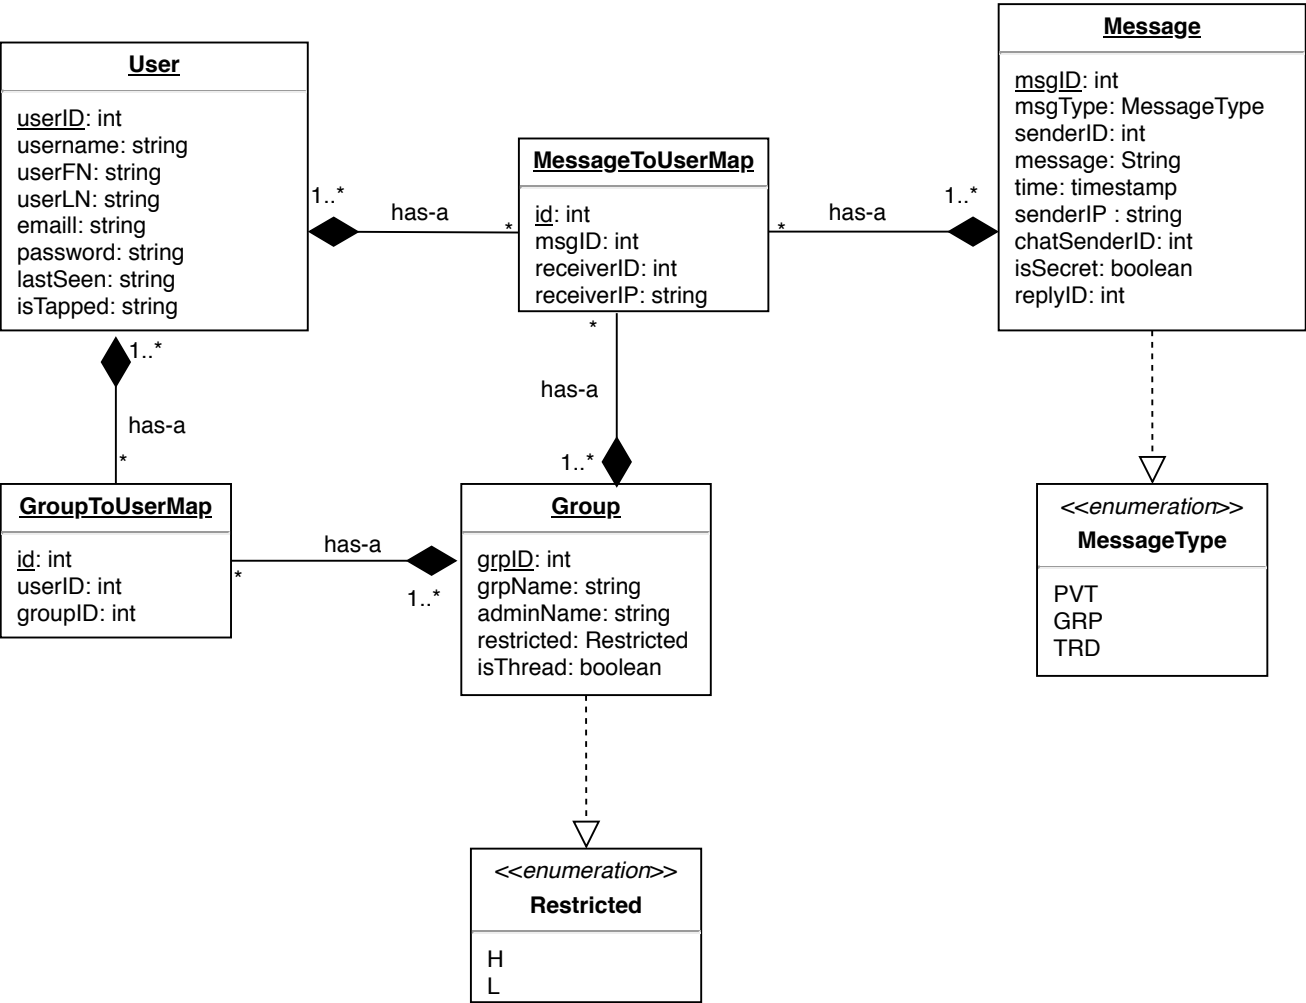 User
userID: int
username: string
userFN: string
userLN: string
emaill: string
password: string
lastSeen: string
isTapped: string
1..*
has-a
*
MessageToUserMap
id: int
msgID: int
receiverID: int
receiverIP: string
*
has-a
1..*
Message
msgID: int
msgType: MessageType
senderID: int
message: String
time: timestamp
senderIP : string
chatSenderID: int
isSecret: boolean
replyID: int
1..*
has-a
*
*
has-a
1..*
GroupToUserMap
id: int
userID: int
groupID: int
*
has-a
1..*
Group
grpID: int
grpName: string
adminName: string
restricted: Restricted
isThread: boolean
<<enumeration>>
MessageType
PVT
GRP
TRD
<<enumeration>>
Restricted
H
L